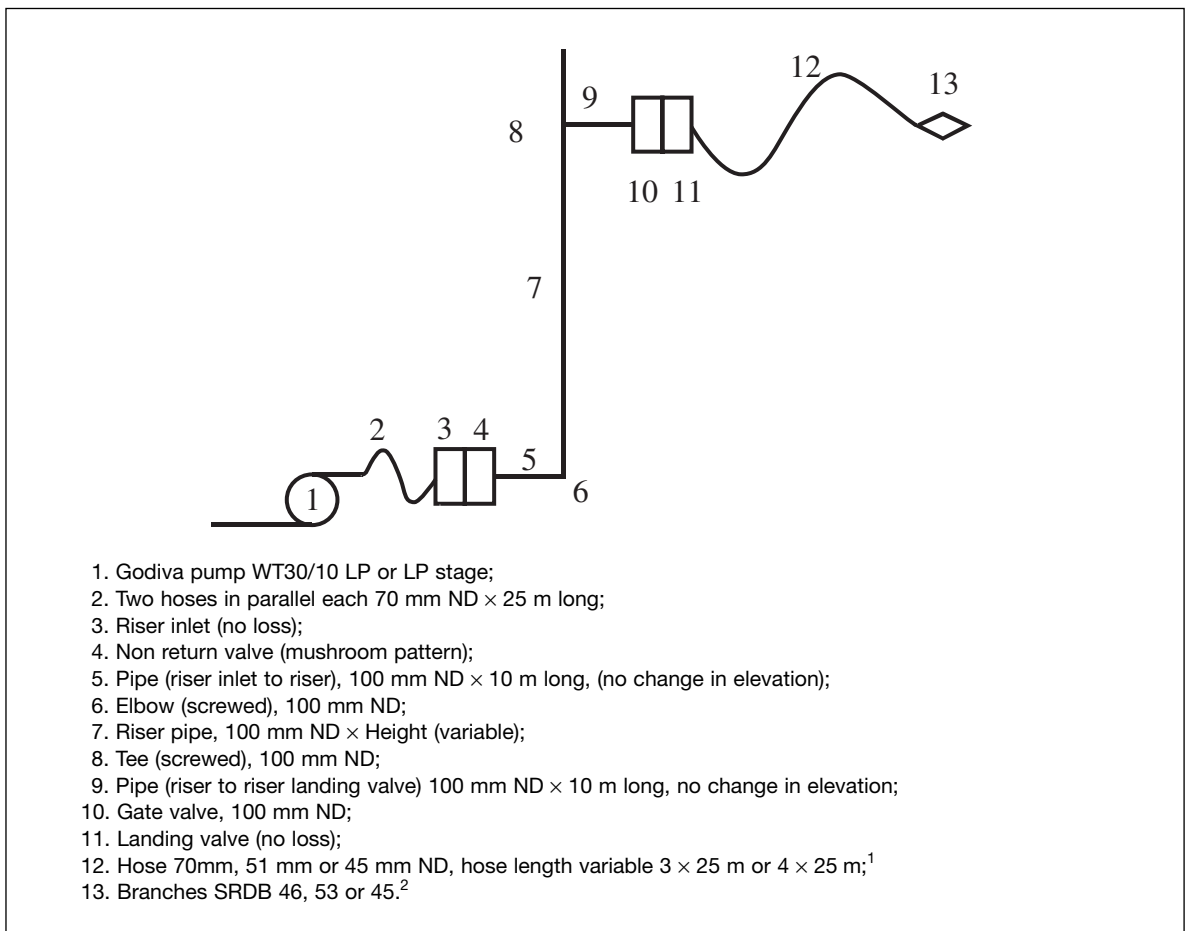 12
13
9
8
10 11
7
2
3 4
5
1
6
1. Godiva pump WT30/10 LP or LP stage;
2. Two hoses in parallel each 70 mm ND × 25 m long;
3. Riser inlet (no loss);
4. Non return valve (mushroom pattern);
5. Pipe (riser inlet to riser), 100 mm ND × 10 m long, (no change in elevation);
6. Elbow (screwed), 100 mm ND;
7. Riser pipe, 100 mm ND × Height (variable);
8. Tee (screwed), 100 mm ND;
9. Pipe (riser to riser landing valve) 100 mm ND × 10 m long, no change in elevation;
10. Gate valve, 100 mm ND;
11. Landing valve (no loss);
12. Hose 70mm, 51 mm or 45 mm ND, hose length variable 3 × 25 m or 4 × 25 m;¹
13. Branches SRDB 46, 53 or 45.²